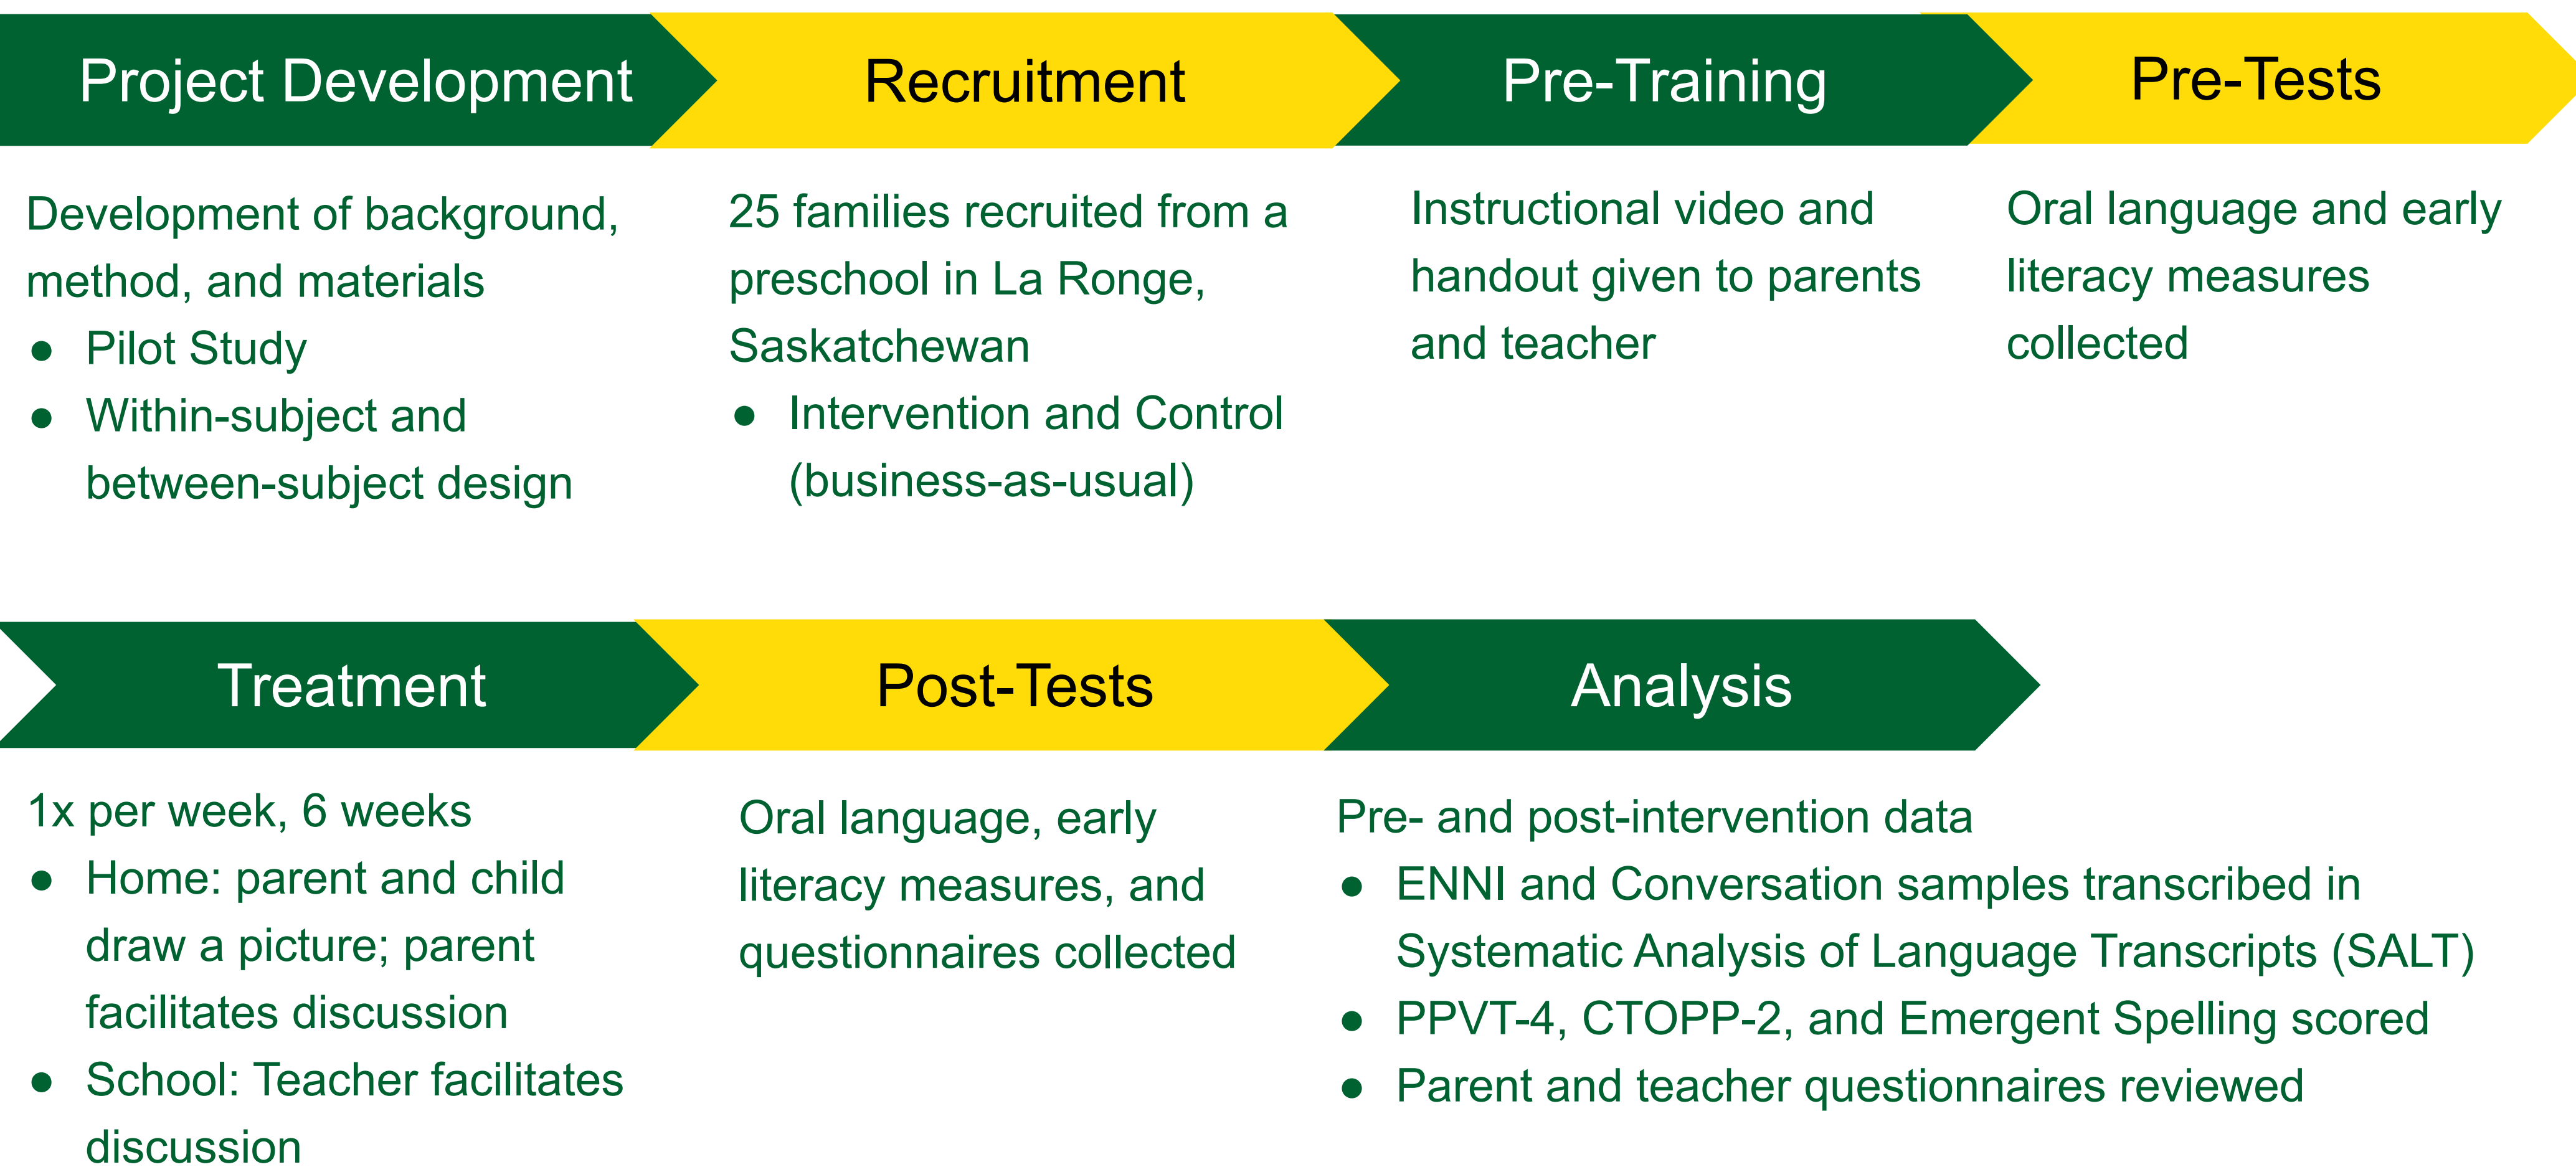 Project Development
Recruitment
Pre-Training
Pre-Tests
Development of background,
method, and materials
● Pilot Study
● Within-subject and
between-subject design
25 families recruited from a
preschool in La Ronge,
Saskatchewan
● Intervention and Control
(business-as-usual)
Instructional video and
handout given to parents
and teacher
Oral language and early
literacy measures
collected
Treatment
Post-Tests
Analysis
1x per week, 6 weeks
● Home: parent and child
draw a picture; parent
facilitates discussion
● School: Teacher facilitates
discussion
Oral language, early
literacy measures, and
questionnaires collected
Pre- and post-intervention data
● ENNI and Conversation samples transcribed in
Systematic Analysis of Language Transcripts (SALT)
● PPVT-4, CTOPP-2, and Emergent Spelling scored
● Parent and teacher questionnaires reviewed